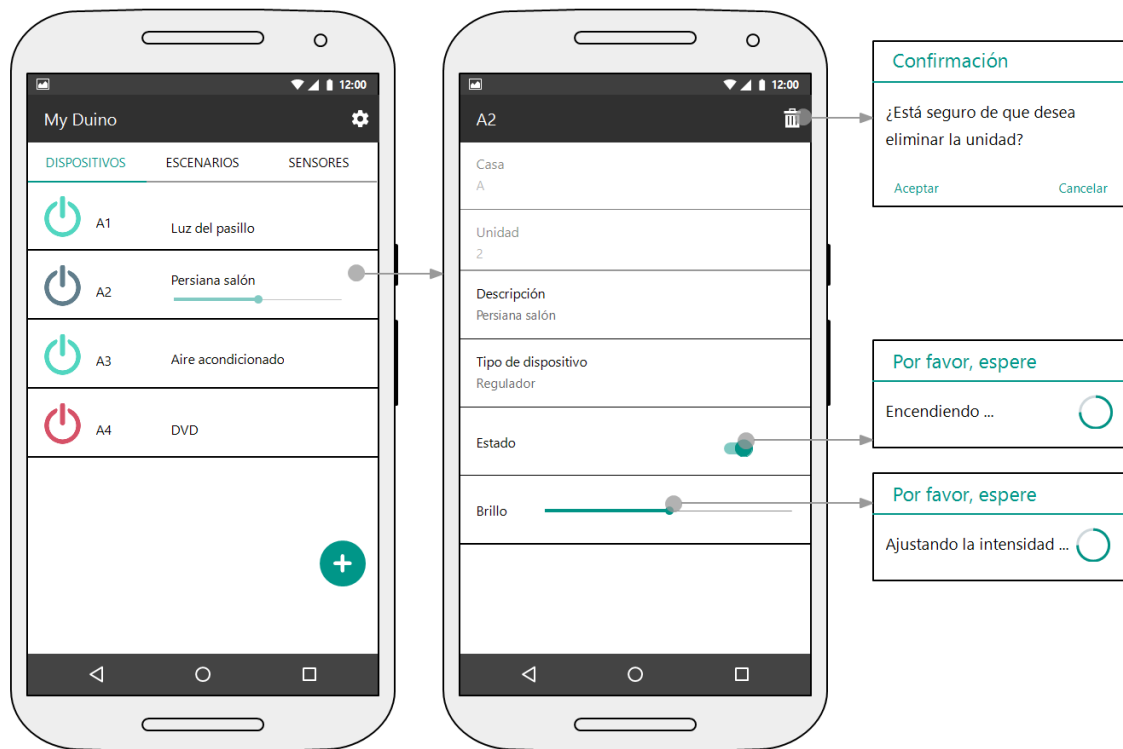 12:00
My Duino
DISPOSITIVOS ESCENARIOS SENSORES
A1 Luz del pasillo
A2 Persiana salón
A3 Aire acondicionado
A4 DVD
12:00
A2
Casa
A
Unidad
2
Descripción
Persiana salón
Tipo de dispositivo
Regulador
Estado
Brillo
Confirmación
¿Está seguro de que desea
eliminar la unidad?
Aceptar Cancelar
Por favor, espere
Encendiendo ...
Por favor, espere
Ajustando la intensidad ...